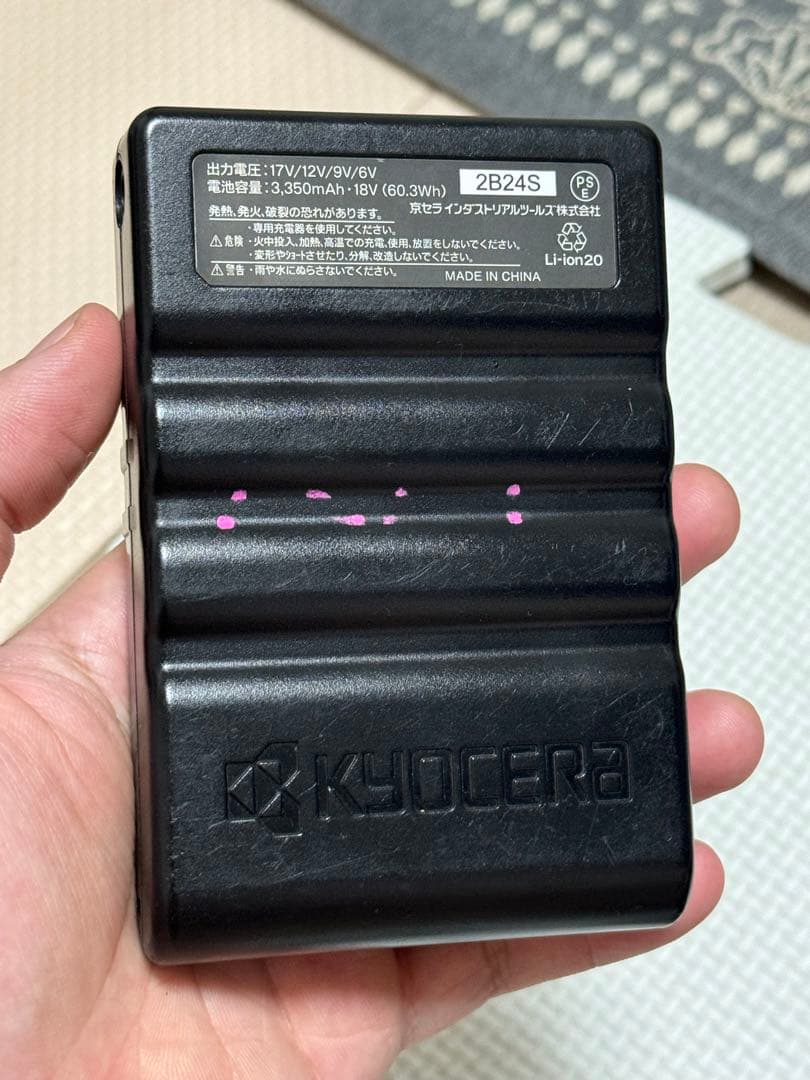 出力電圧:17V/12V/9V/6V
電池容量:3,350mAh・18V (60.3Wh)
2B24S
PS
E
発熱、発火、破裂の恐れがあります。
京セラインダストリアルツールズ株式会社
・専用充電器を使用してください。
危険・火中投入、加熱、高温での充電、使用、放置をしないでください。
・変形やショートさせたり、分解、改造しないでください。
Li-ion20
警告・雨や水にぬらさないでください。
MADE IN CHINA
KYOCERA